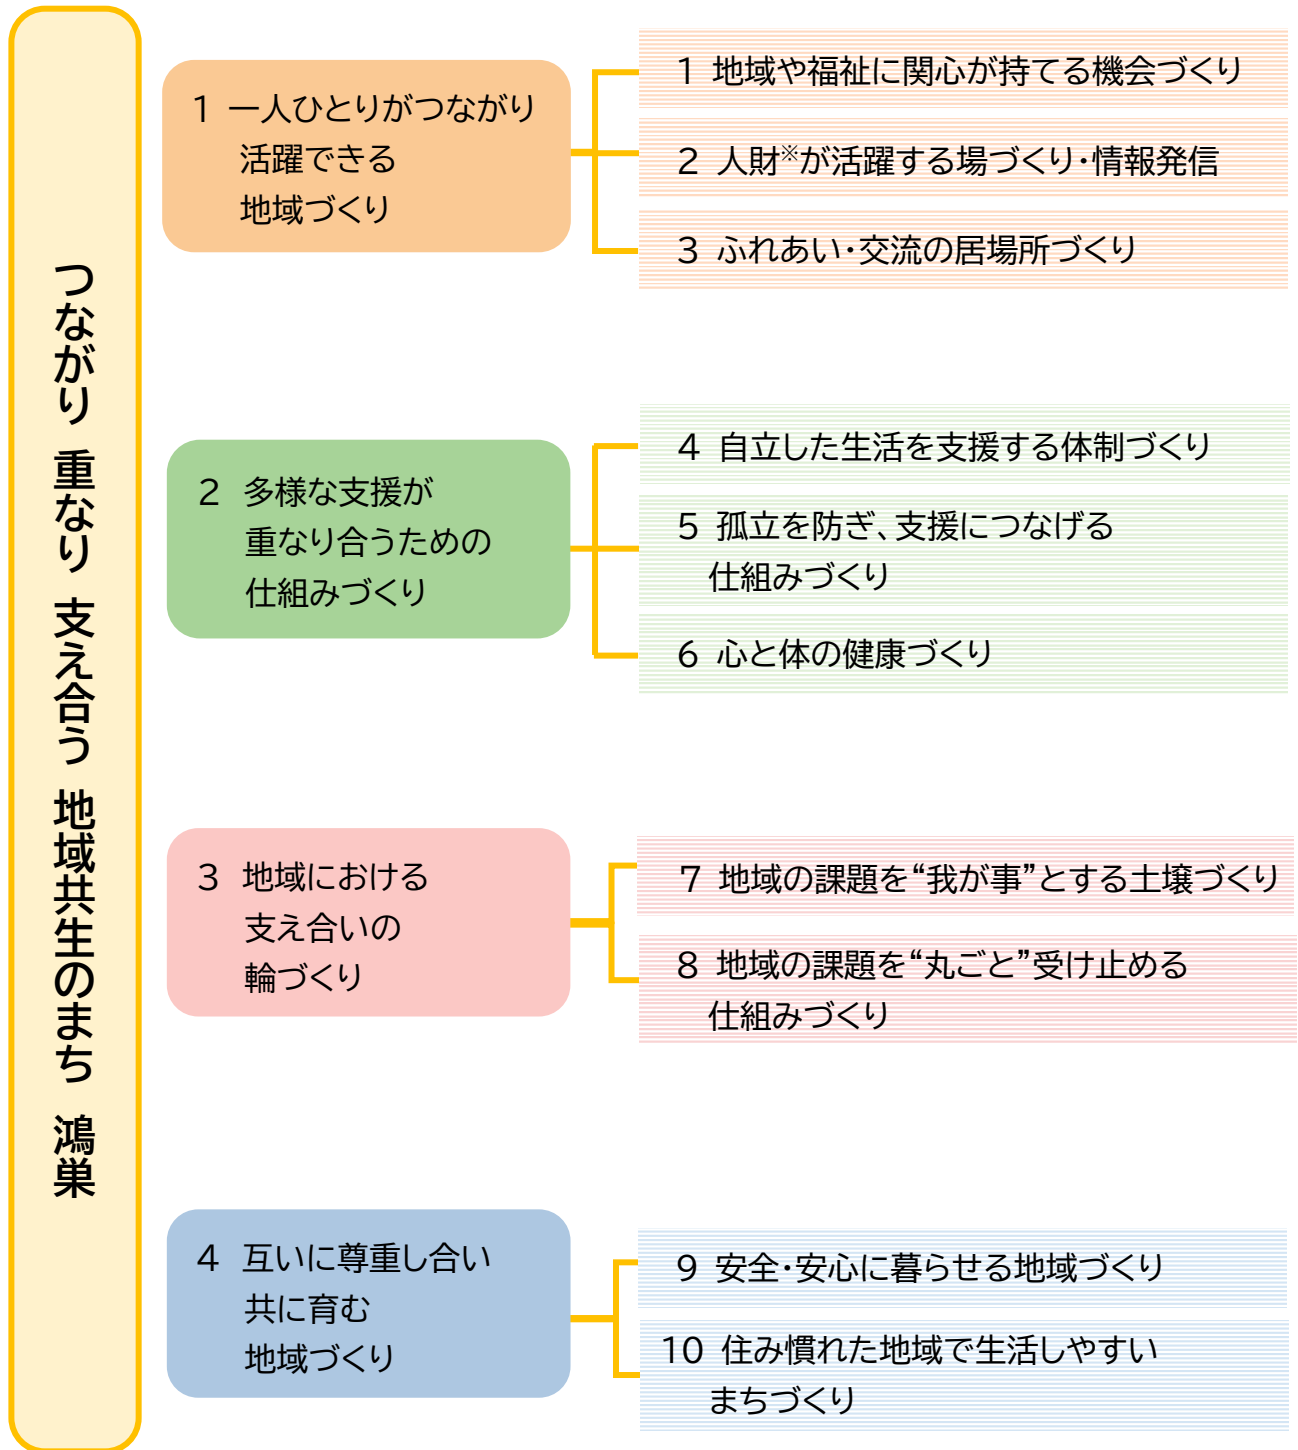 つながり 重なり 支え合う 地域共生のまち 鴻巣
1 一人ひとりがつながり
活躍できる
地域づくり
1 地域や福祉に関心が持てる機会づくり
2 人財※が活躍する場づくり・情報発信
3 ふれあい・交流の居場所づくり
2 多様な支援が
重なり合うための
仕組みづくり
4 自立した生活を支援する体制づくり
5 孤立を防ぎ、支援につなげる
仕組みづくり
6 心と体の健康づくり
3 地域における
支え合いの
輪づくり
7 地域の課題を“我が事”とする土壌づくり
8 地域の課題を“丸ごと”受け止める
仕組みづくり
4 互いに尊重し合い
共に育む
地域づくり
9 安全・安心に暮らせる地域づくり
10 住み慣れた地域で生活しやすい
まちづくり